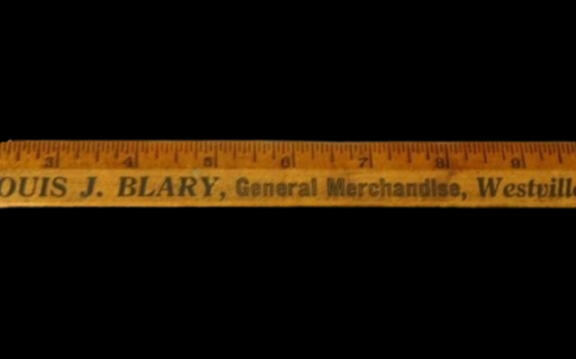 3 4 5 6 7 8 9
OUIS J. BLARY, General Merchandise, Westville